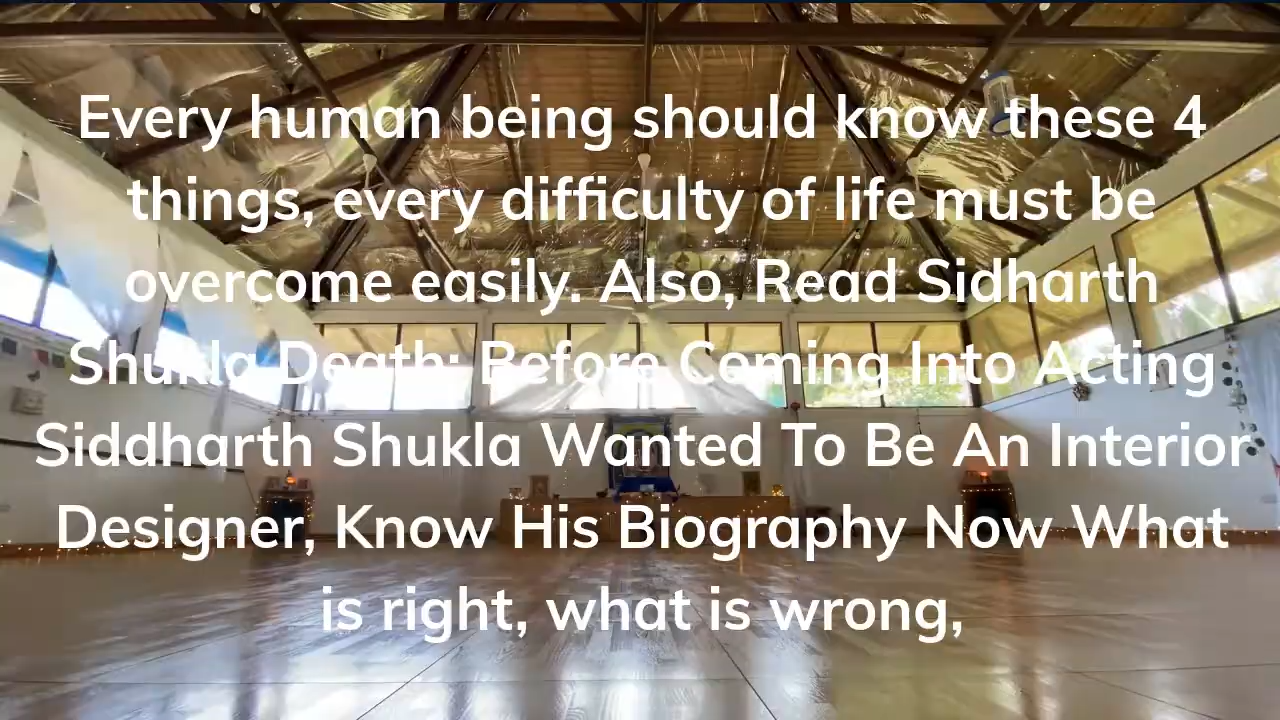 Every human being should know these 4
things, every difficulty of life must be
overcome easily. Also, Read Sidharth
Shukla Death: Before Coming Into Acting
Siddharth Shukla Wanted To Be An Interior
Designer, Know His Biography Now What
is right, what is wrong,